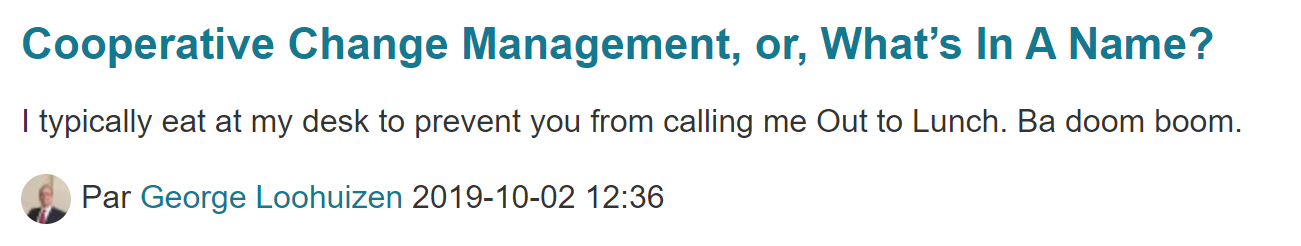 Cooperative Change Management, or, What’s In A Name?
I typically eat at my desk to prevent you from calling me Out to Lunch. Ba doom boom.
Par George Loohuizen 2019-10-02 12:36